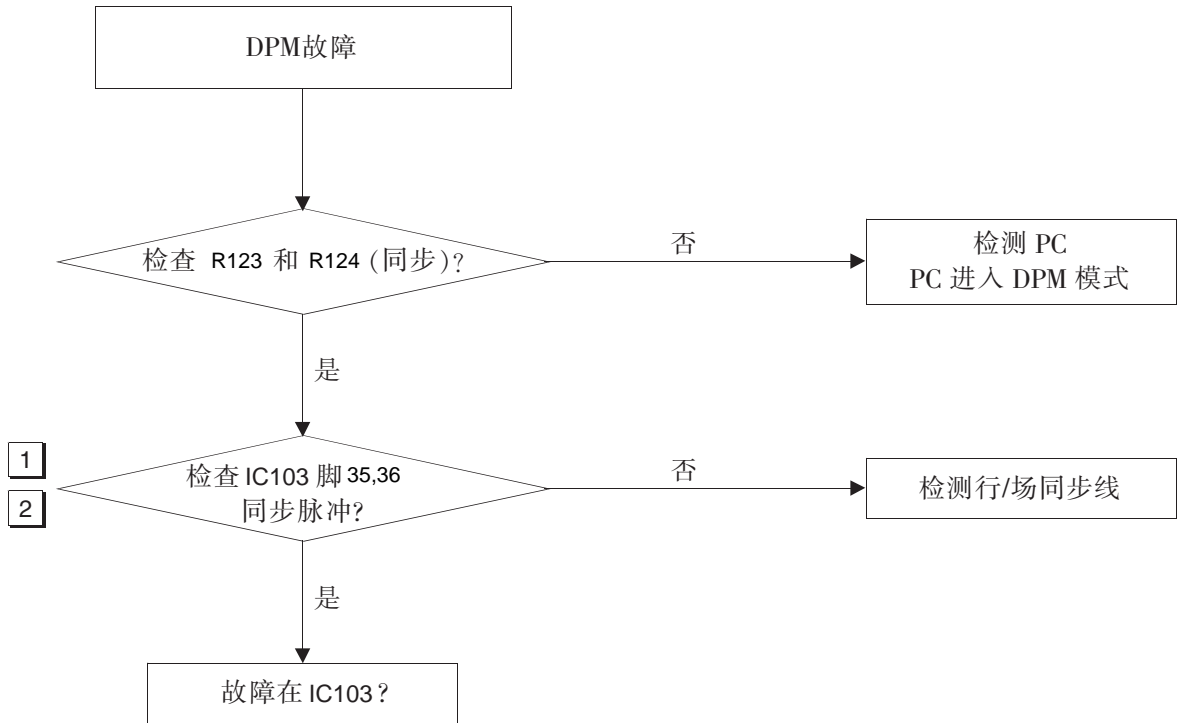 DPM故障
检查 R123 和 R124 (同步)?
否
检测 PC
PC 进入 DPM 模式
是
1
2
检查 IC103 脚 35,36
同步脉冲?
否
检测行/场同步线
是
故障在 IC103?